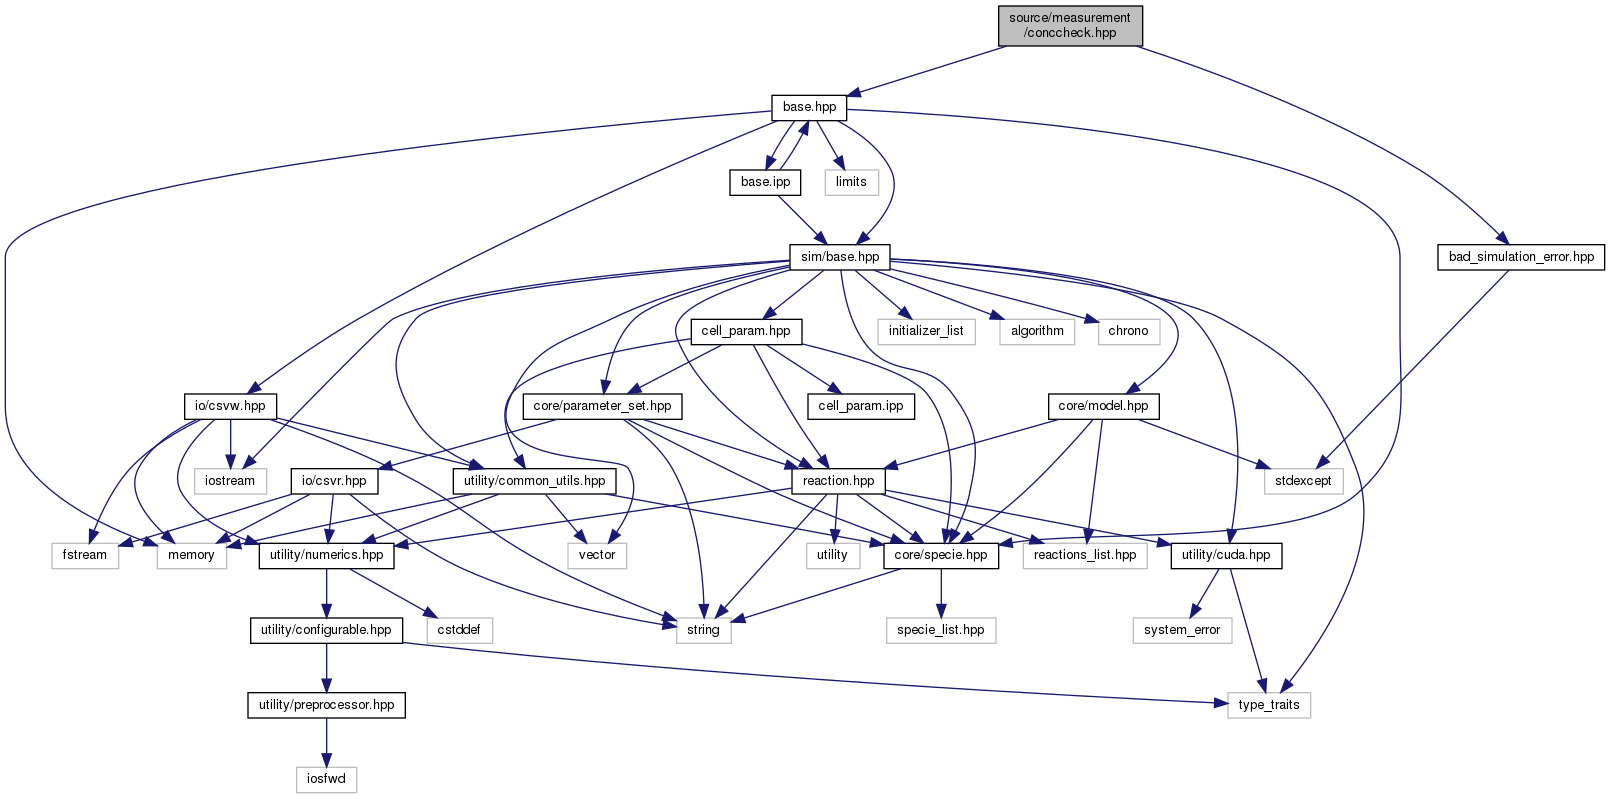 source/measurement
/conccheck.hpp
base.hpp
base.ipp
limits
sim/base.hpp
bad_simulation_error.hpp
cell_param.hpp
initializer_list
algorithm
chrono
io/csvw.hpp
core/parameter_set.hpp
cell_param.ipp
core/model.hpp
iostream
io/csvr.hpp
utility/common_utils.hpp
reaction.hpp
stdexcept
fstream
memory
utility/numerics.hpp
vector
utility
core/specie.hpp
reactions_list.hpp
utility/cuda.hpp
utility/configurable.hpp
cstddef
string
specie_list.hpp
system_error
utility/preprocessor.hpp
type_traits
iosfwd